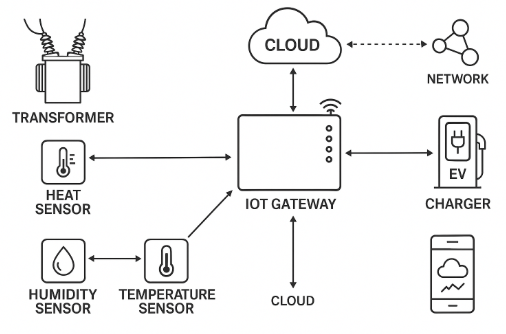 CLOUD
NETWORK
TRANSFORMER
HEAT
SENSOR
IOT GATEWAY
EV
CHARGER
HUMIDITY
SENSOR
TEMPERATURE
SENSOR
CLOUD